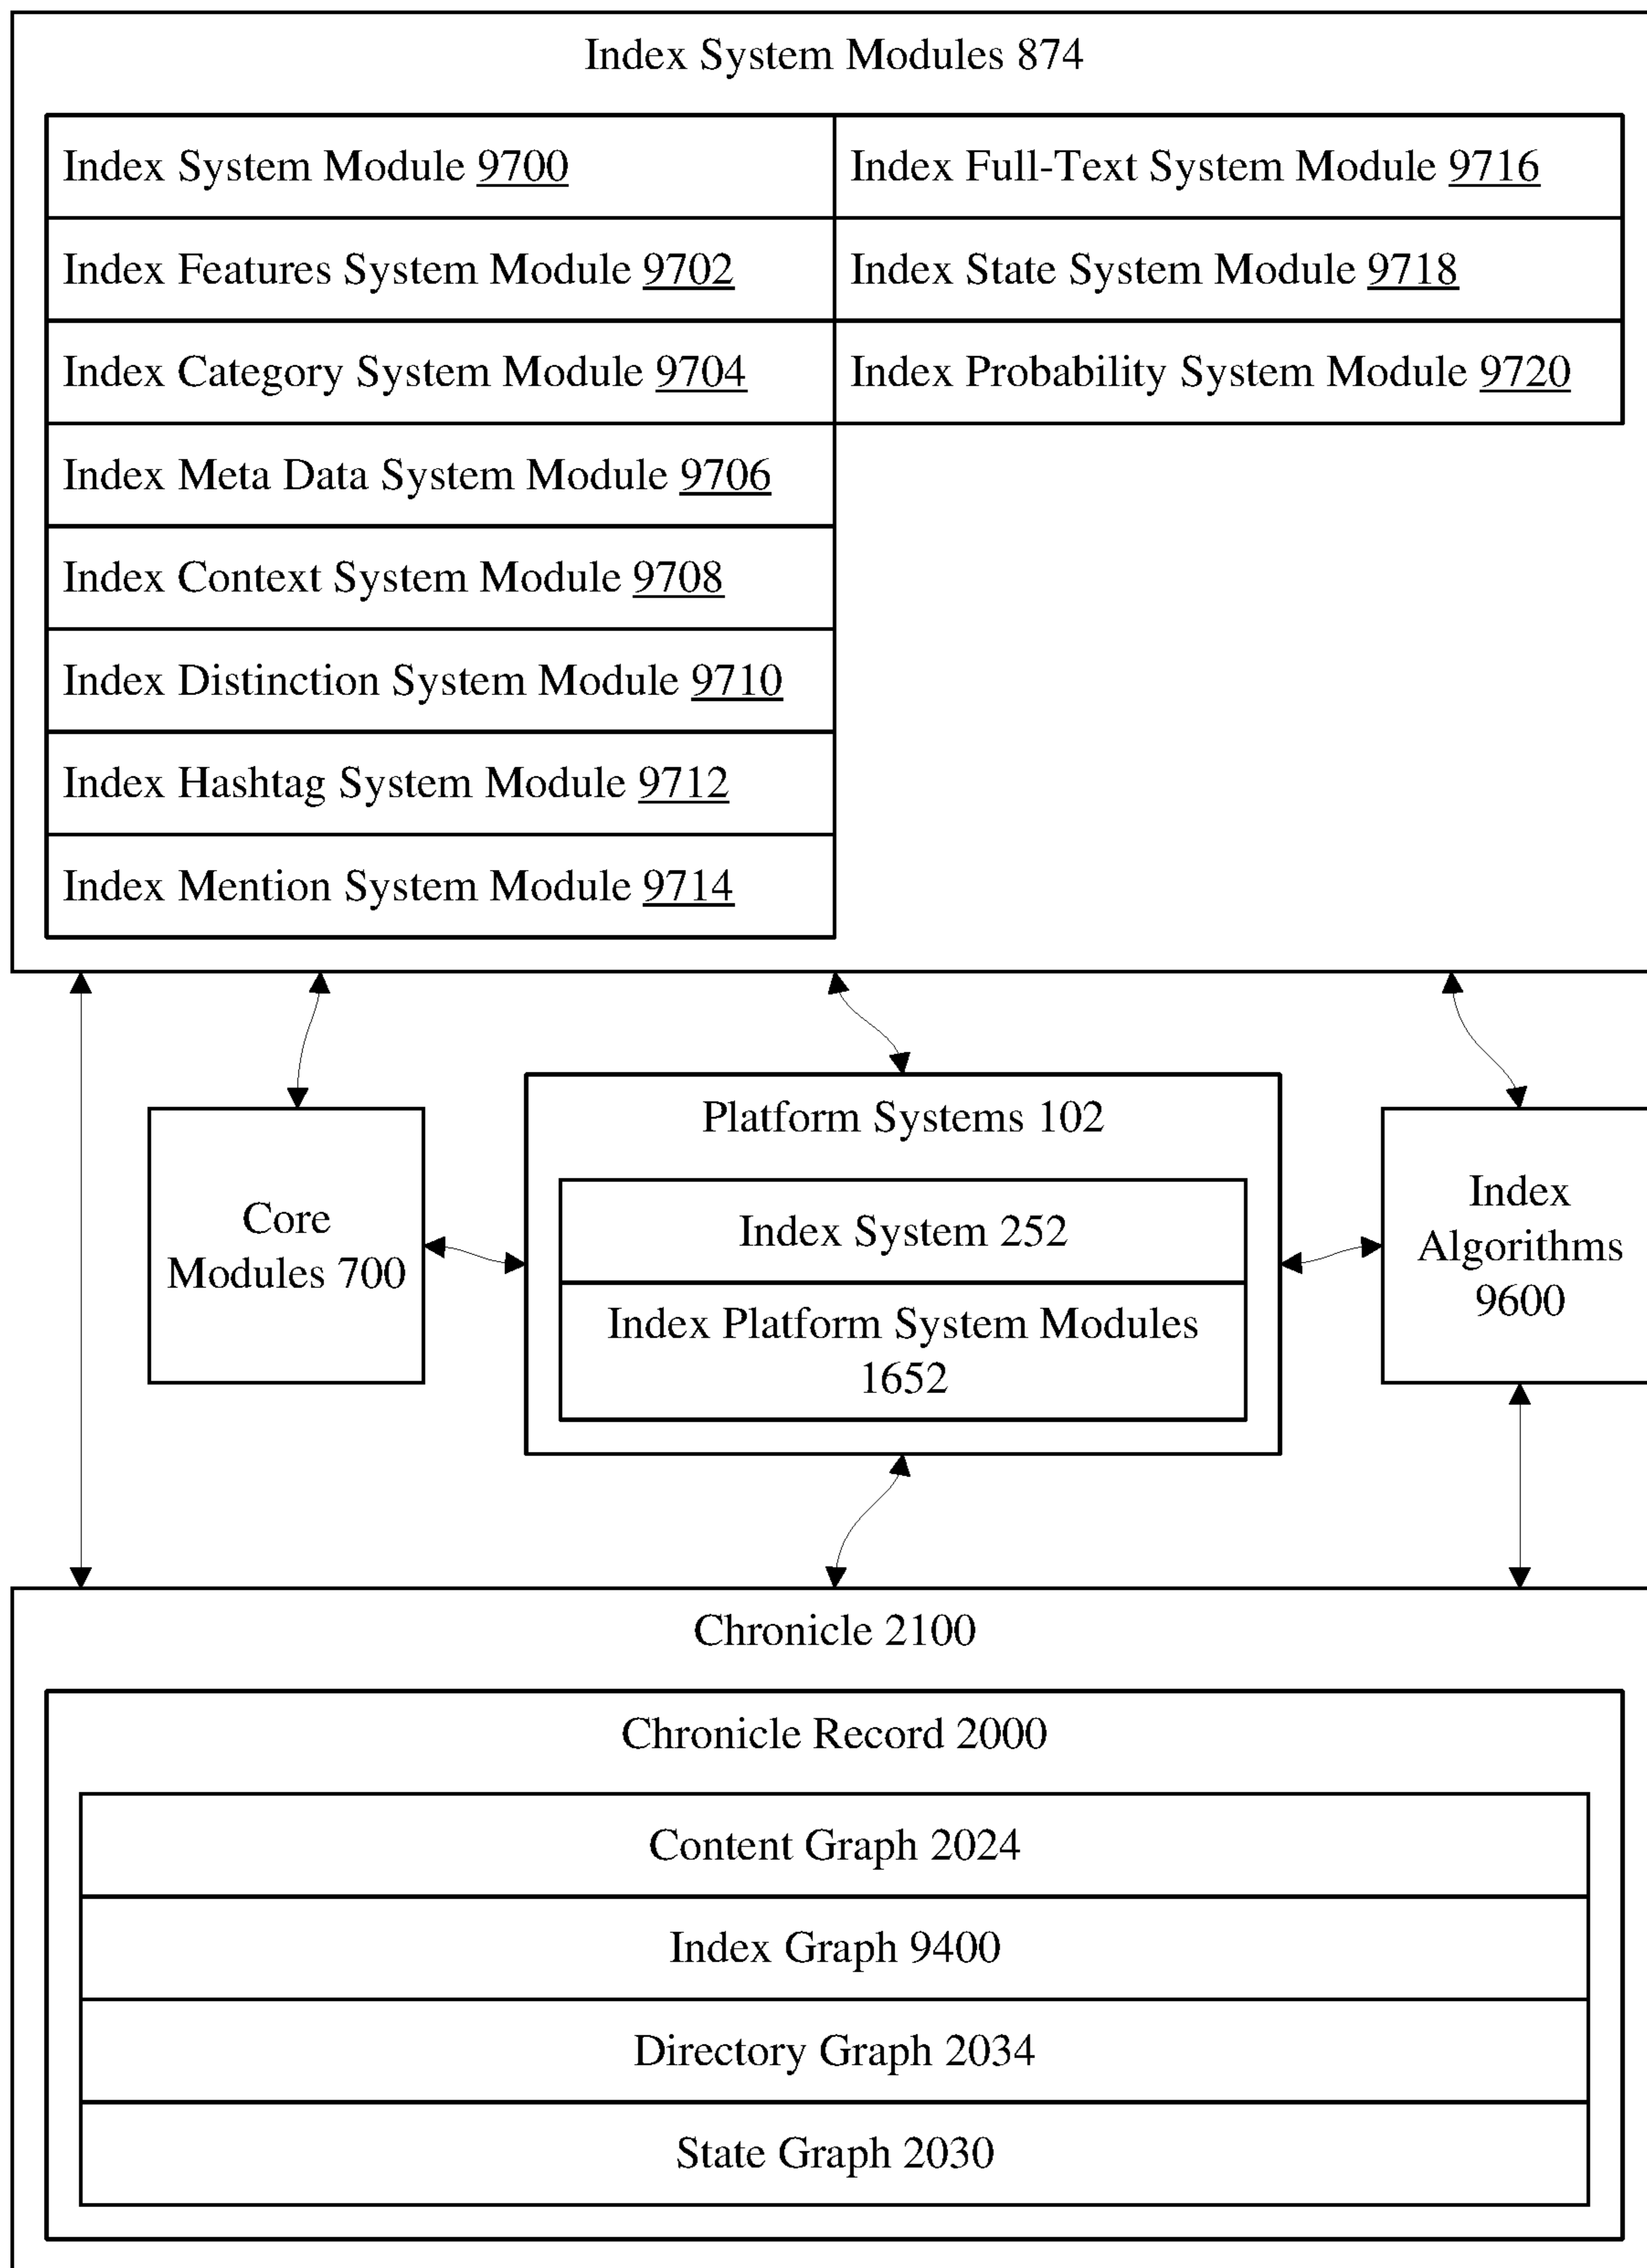 Index System Modules 874
Index System Module 9700
Index Features System Module 9702
Index Category System Module 9704
Index Meta Data System Module 9706
Index Context System Module 9708
Index Distinction System Module 9710
Index Hashtag System Module 9712
Index Mention System Module 9714
Index Full-Text System Module 9716
Index State System Module 9718
Index Probability System Module 9720
Core
Modules 700
Platform Systems 102
Index System 252
Index Platform System Modules
1652
Index
Algorithms
9600
Chronicle 2100
Chronicle Record 2000
Content Graph 2024
Index Graph 9400
Directory Graph 2034
State Graph 2030